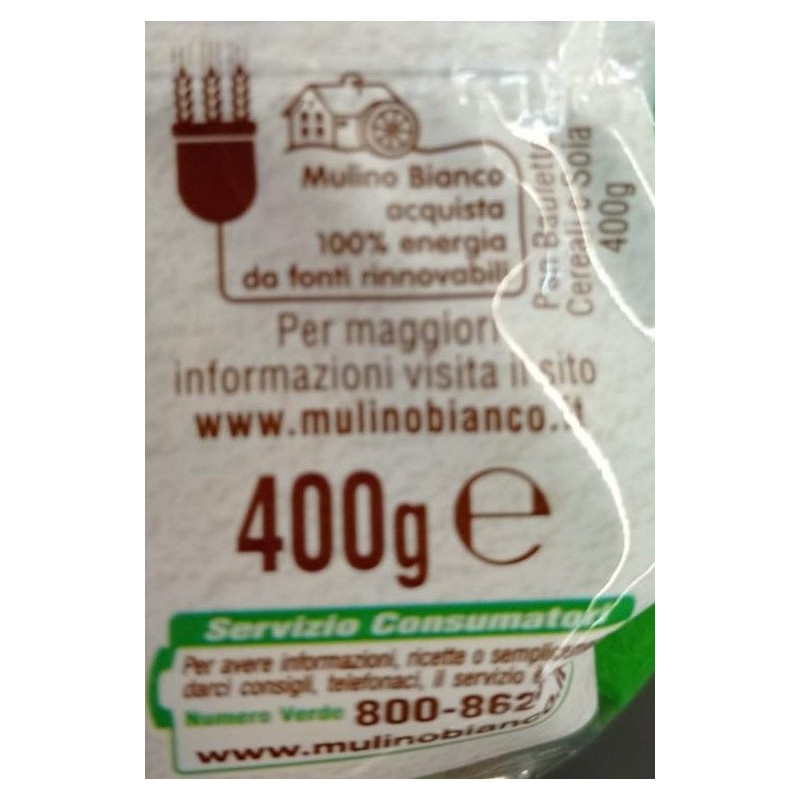 Mulino Bianco
acquista
100% energia
da fonti rinnovabili
Pan Bauletto
Cereali e Soia
400g
Per maggiori
informazioni visita il sito
www.mulinobianco.it
400g e
Servizio Consumatori
Per avere informazioni, ricette o
darci consigli, telefonaci, il servizio
Numero Verde 800-862
www.mulinobianco